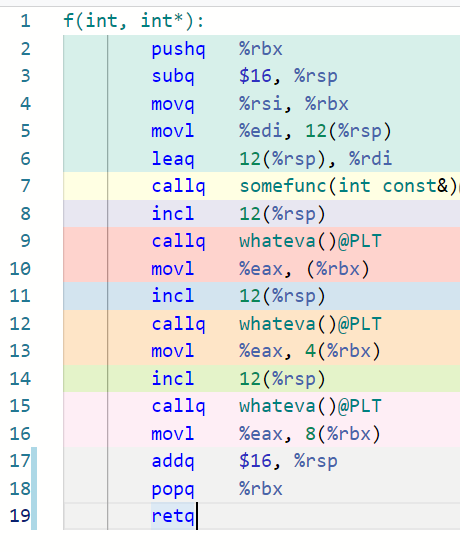 1 f(int, int*):
2 pushq %rbx
3 subq $16, %rsp
4 movq %rsi, %rbx
5 movl %edi, 12(%rsp)
6 leaq 12(%rsp), %rdi
7 callq somefunc(int const&)
8 incl 12(%rsp)
9 callq whateva()@PLT
10 movl %eax, (%rbx)
11 incl 12(%rsp)
12 callq whateva()@PLT
13 movl %eax, 4(%rbx)
14 incl 12(%rsp)
15 callq whateva()@PLT
16 movl %eax, 8(%rbx)
17 addq $16, %rsp
18 popq %rbx
19 retq